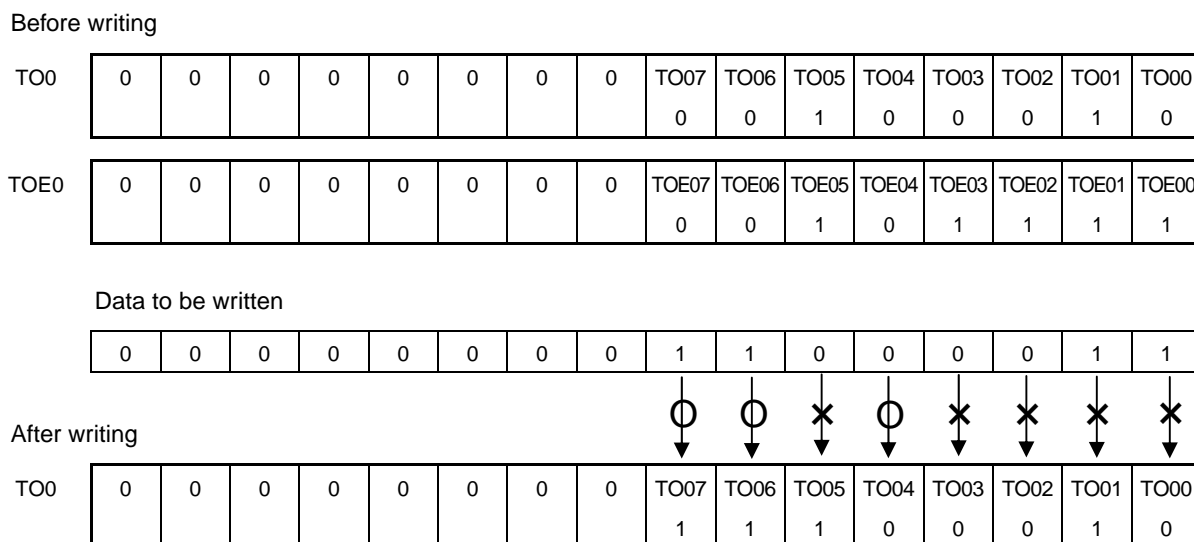 Before writing
TO0 0 0 0 0 0 0 0 0 TO07 TO06 TO05 TO04 TO03 TO02 TO01 TO00
0 0 1 0 0 0 1 0
TOE0 0 0 0 0 0 0 0 0 TOE07 TOE06 TOE05 TOE04 TOE03 TOE02 TOE01 TOE00
0 0 1 0 1 1 1 1
Data to be written
0 0 0 0 0 0 0 0 1 1 0 0 0 0 1 1
O O × O × × × ×
After writing
TO0 0 0 0 0 0 0 0 0 TO07 TO06 TO05 TO04 TO03 TO02 TO01 TO00
1 1 1 0 0 0 1 0